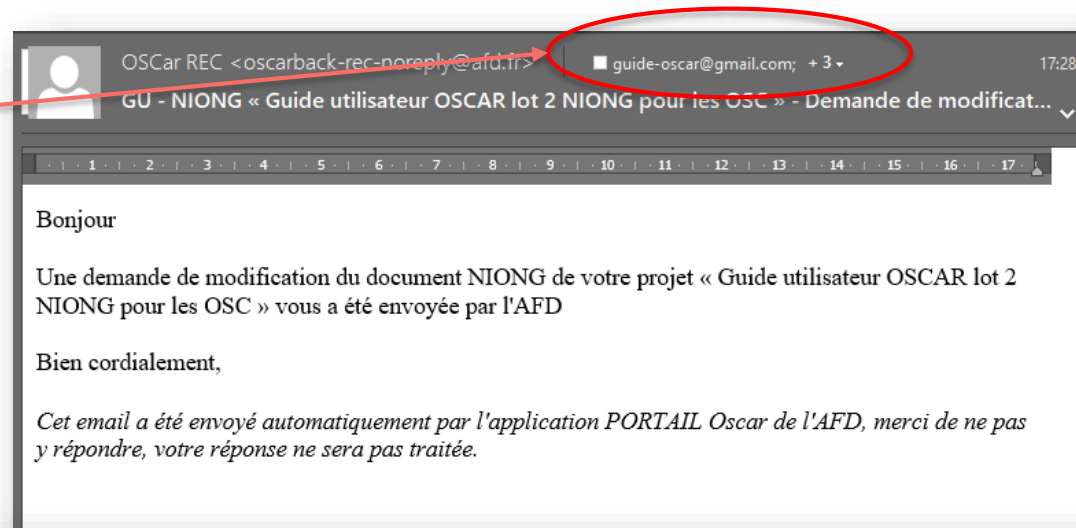 OSCar REC <oscarback-rec-noreply@afd.fr> guide-oscar@gmail.com; + 3 17:28
GU - NIONG « Guide utilisateur OSCAR lot 2 NIONG pour les OSC » - Demande de modificat...
1 2 3 4 5 6 7 8 9 10 11 12 13 14 15 16 17
Bonjour
Une demande de modification du document NIONG de votre projet « Guide utilisateur OSCAR lot 2
NIONG pour les OSC » vous a été envoyée par l'AFD
Bien cordialement,
Cet email a été envoyé automatiquement par l'application PORTAIL Oscar de l'AFD, merci de ne pas
y répondre, votre réponse ne sera pas traitée.